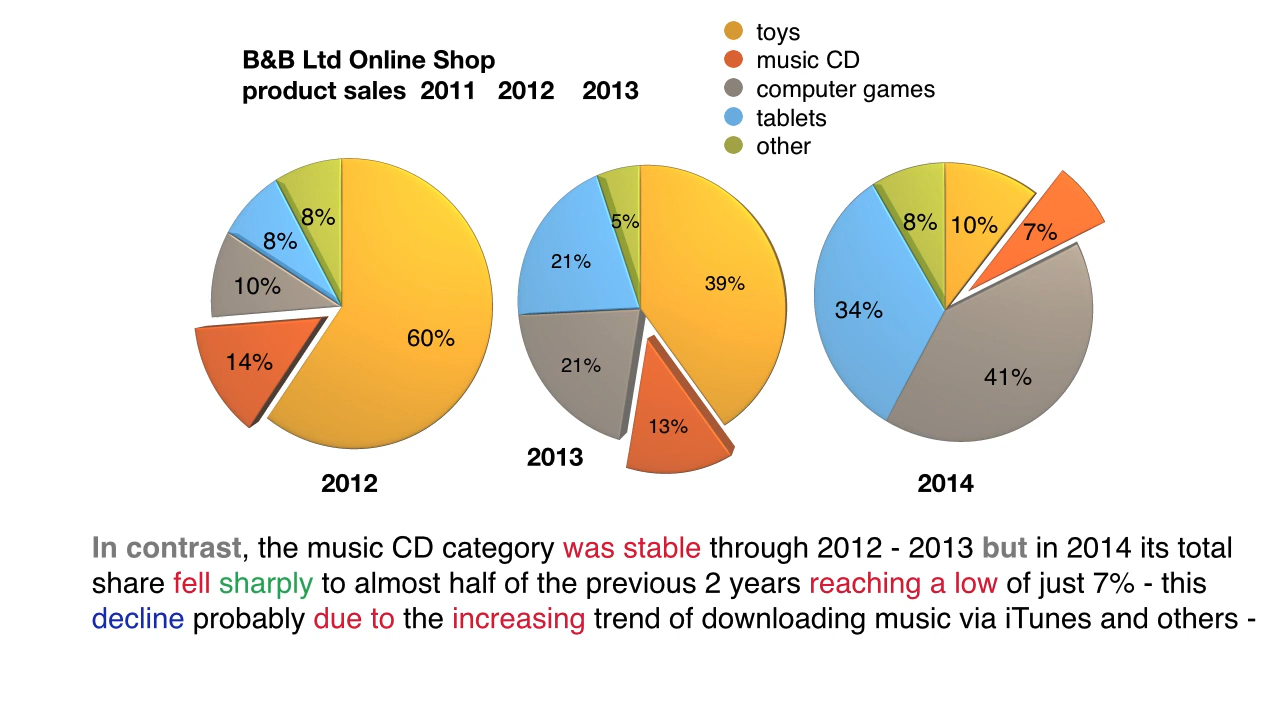 B&B Ltd Online Shop
product sales 2011 2012 2013
toys
music CD
computer games
tablets
other
8%
8%
10%
14%
60%
2012
5%
21%
39%
21%
13%
2013
8%
10%
7%
34%
41%
2014
In contrast, the music CD category was stable through 2012 - 2013 but in 2014 its total
share fell sharply to almost half of the previous 2 years reaching a low of just 7% - this
decline probably due to the increasing trend of downloading music via iTunes and others -